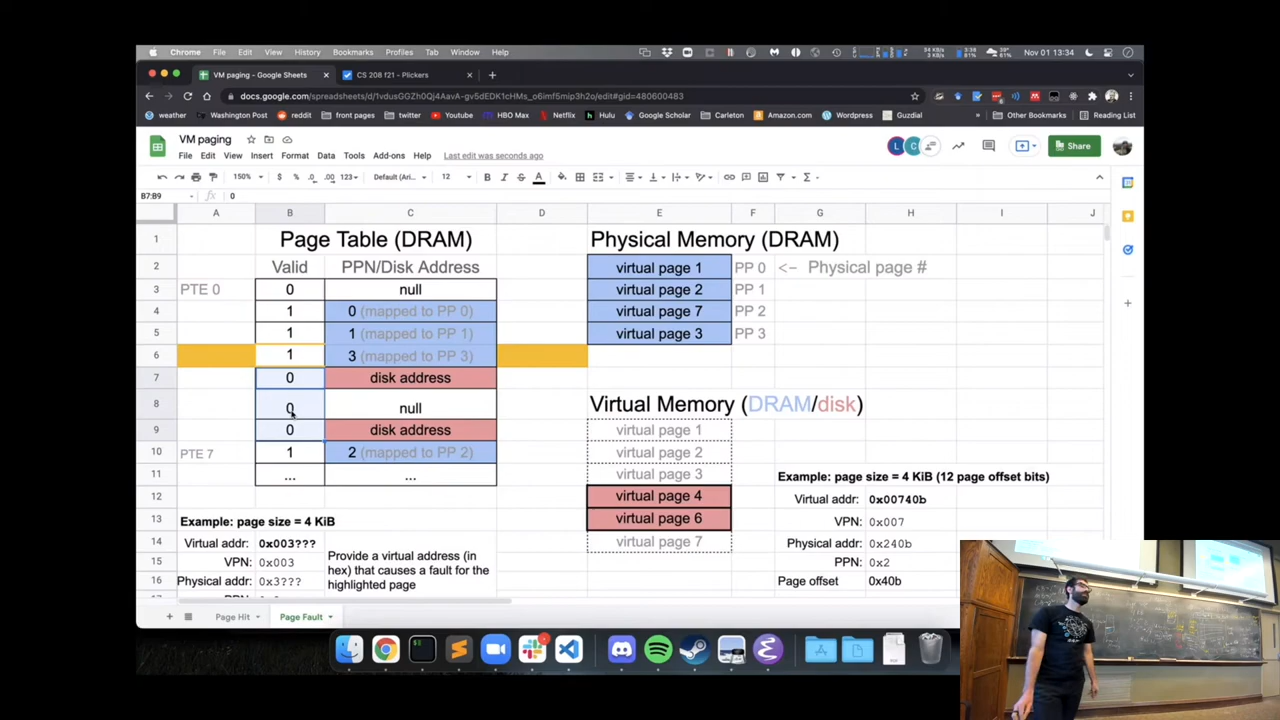 Chrome File Edit View History Bookmarks Profiles Tab Window Help Nov 01 13:34
VM paging - Google Sheets CS 208 f21 - Plickers
docs.google.com/spreadsheets/d/1vdusGGZh0Qj4AavA-gv5dEDK1cHMs_o6imf5mip3h2o/edit#gid=480600483
weather Washington Post reddit front pages twitter Youtube HBO Max Netflix Hulu Google Scholar Carleton Amazon.com Wordpress Guzdial Other Bookmarks Reading List
VM paging
File Edit View Insert Format Data Tools Add-ons Help Last edit was seconds ago
L C Share
150% $ % .0 .00 123 Default (Ari... 12 B I S A
B7:B9 fx 0
A B C D E F G H I J
1 Page Table (DRAM) Physical Memory (DRAM)
2 Valid PPN/Disk Address virtual page 1 PP 0 <- Physical page #
3 PTE 0 0 null virtual page 2 PP 1
4 1 0 (mapped to PP 0) virtual page 7 PP 2
5 1 1 (mapped to PP 1) virtual page 3 PP 3
6 1 3 (mapped to PP 3)
7 0 disk address
8 0 null Virtual Memory (DRAM/disk)
9 0 disk address virtual page 1
10 PTE 7 1 2 (mapped to PP 2) virtual page 2
11 ... ... virtual page 3 Example: page size = 4 KiB (12 page offset bits)
12 virtual page 4 Virtual addr: 0x00740b
13 Example: page size = 4 KiB virtual page 6 VPN: 0x007
14 Virtual addr: 0x003??? virtual page 7 Physical addr: 0x240b
Provide a virtual address (in
15 VPN: 0x003 hex) that causes a fault for the PPN: 0x2
16 Physical addr: 0x3??? highlighted page Page offset 0x40b
Page Hit Page Fault